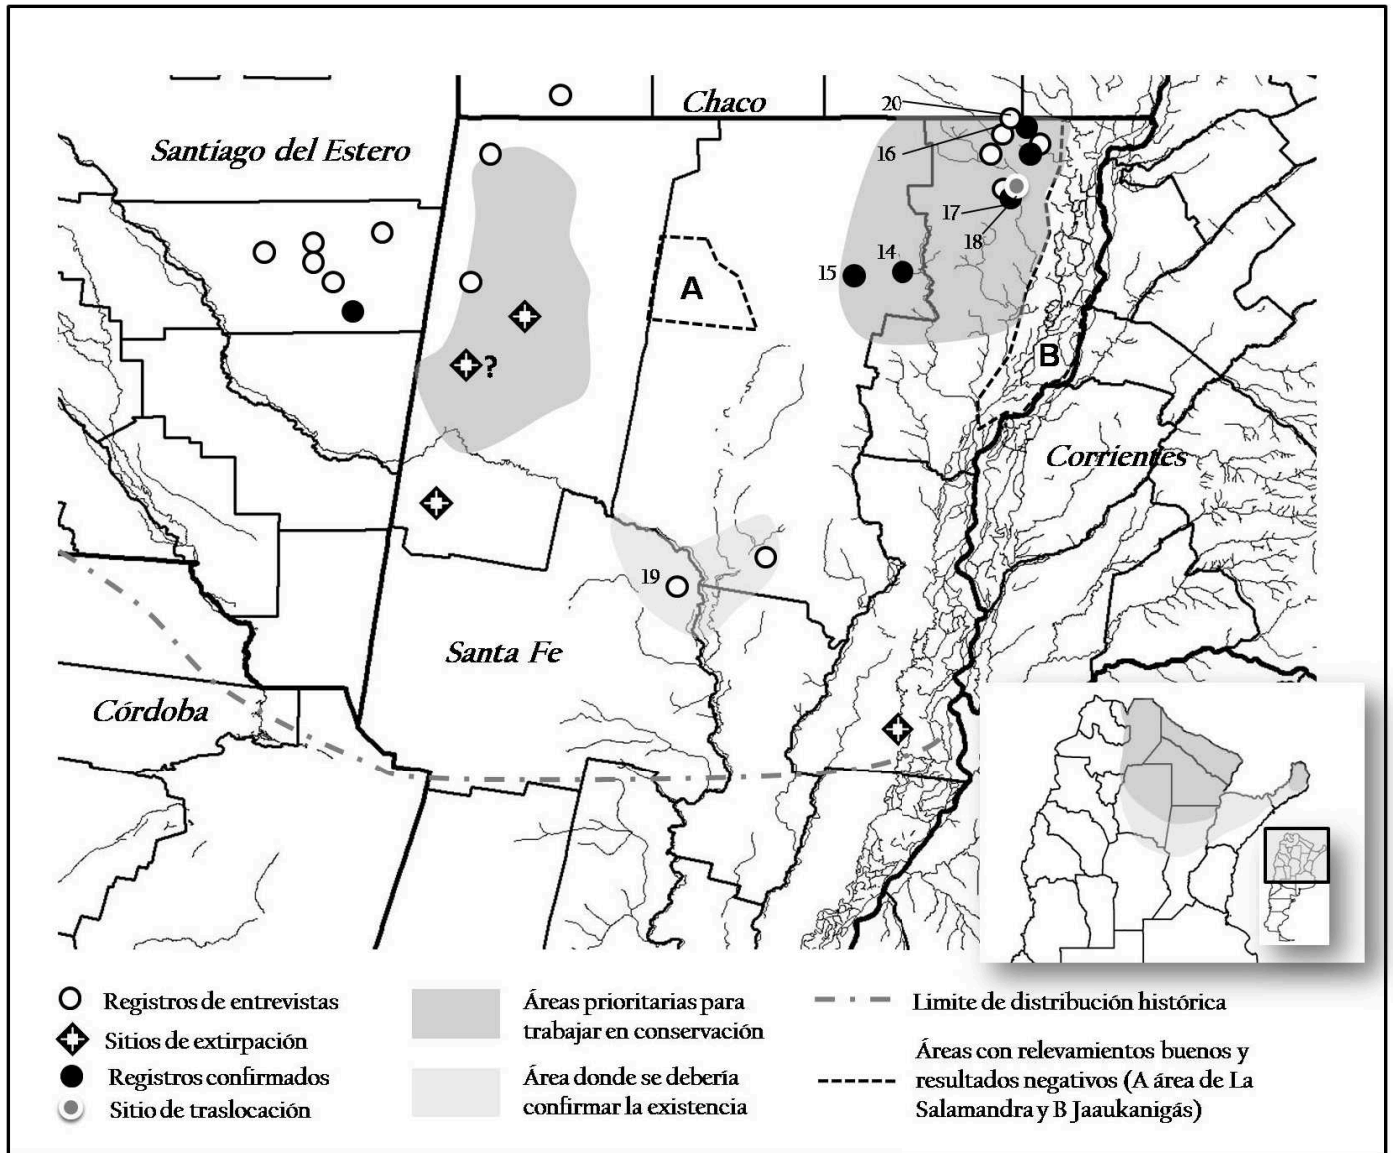 Chaco
Santiago del Estero
20
16
17
18
14
15
A
B
?
Corrientes
19
Santa Fe
Córdoba
Registros de entrevistas
Sitios de extirpación
Registros confirmados
Sitio de traslocación
Áreas prioritarias para
trabajar en conservación
Área donde se debería
confirmar la existencia
Limite de distribución histórica
Áreas con relevamientos buenos y
resultados negativos (A área de La
Salamandra y B Jaaukanigás)